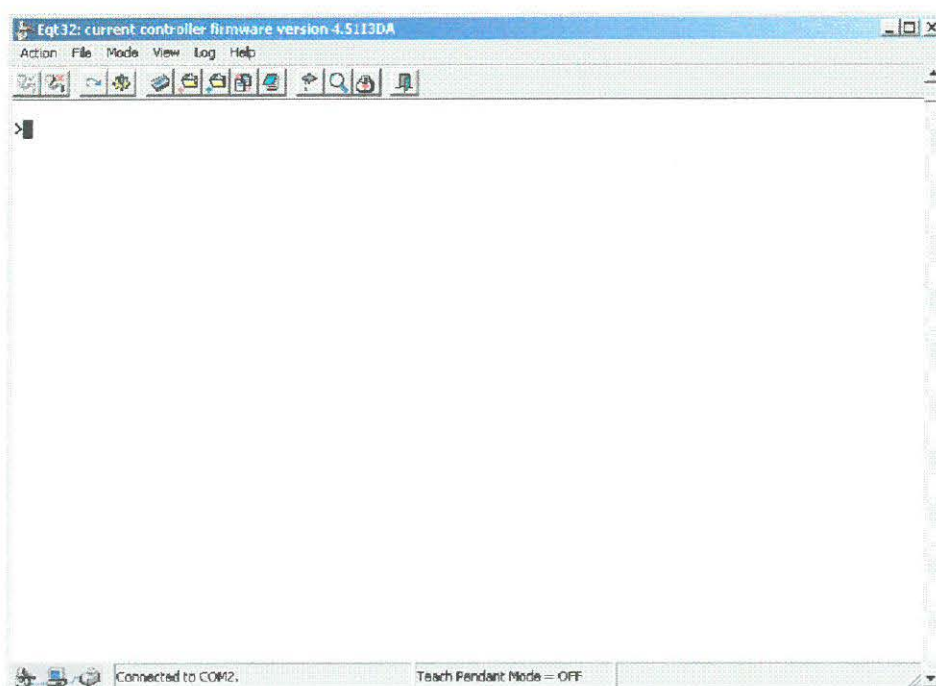 Eqt32: current controller firmware version 4.5113DA
Action File Mode View Log Help
>
Connected to COM2. Teach Pendant Mode = OFF